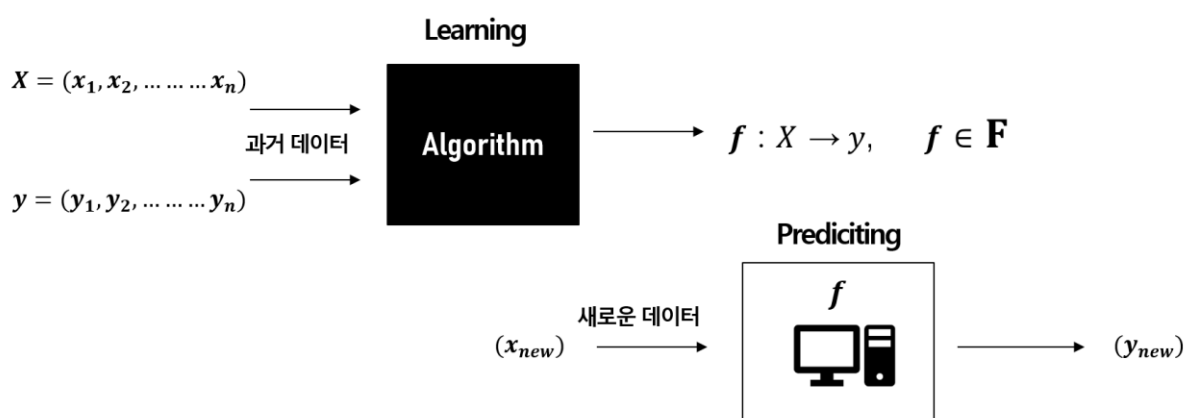 Learning
X = (x₁, x₂, … … … xₙ)
과거 데이터
Algorithm
f : X → y, f ∈ F
y = (y₁, y₂, … … … yₙ)
Prediciting
f
새로운 데이터
(x_new)
(y_new)